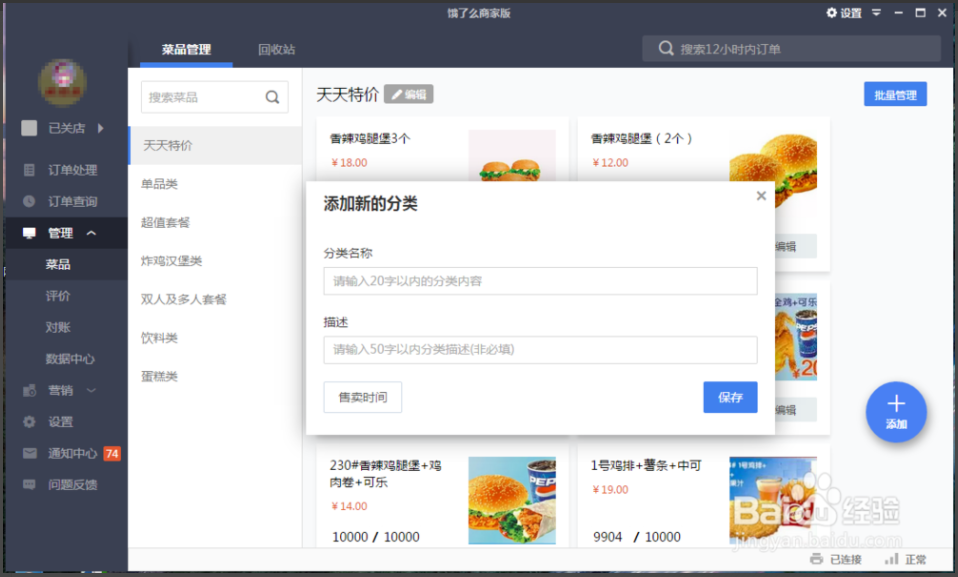 饿了么商家版
设置
菜品管理
回收站
搜索12小时内订单
已关店
订单处理
订单查询
管理
菜品
评价
对账
数据中心
营销
设置
通知中心 74
问题反馈
搜索菜品
天天特价
单品类
超值套餐
炸鸡汉堡类
双人及多人套餐
饮料类
蛋糕类
天天特价 编辑
批量管理
香辣鸡腿堡3个
¥18.00
香辣鸡腿堡（2个）
¥12.00
编辑
添加新的分类
分类名称
请输入20字以内的分类内容
描述
请输入50字以内分类描述(非必填)
售卖时间
保存
全鸡+可乐
PEPSI
编辑
添加
230#香辣鸡腿堡+鸡
肉卷+可乐
¥14.00
10000 / 10000
1号鸡排+薯条+中可
¥19.00
9904 / 10000
Baidu经验
jingyan.baidu.com
已连接
正常